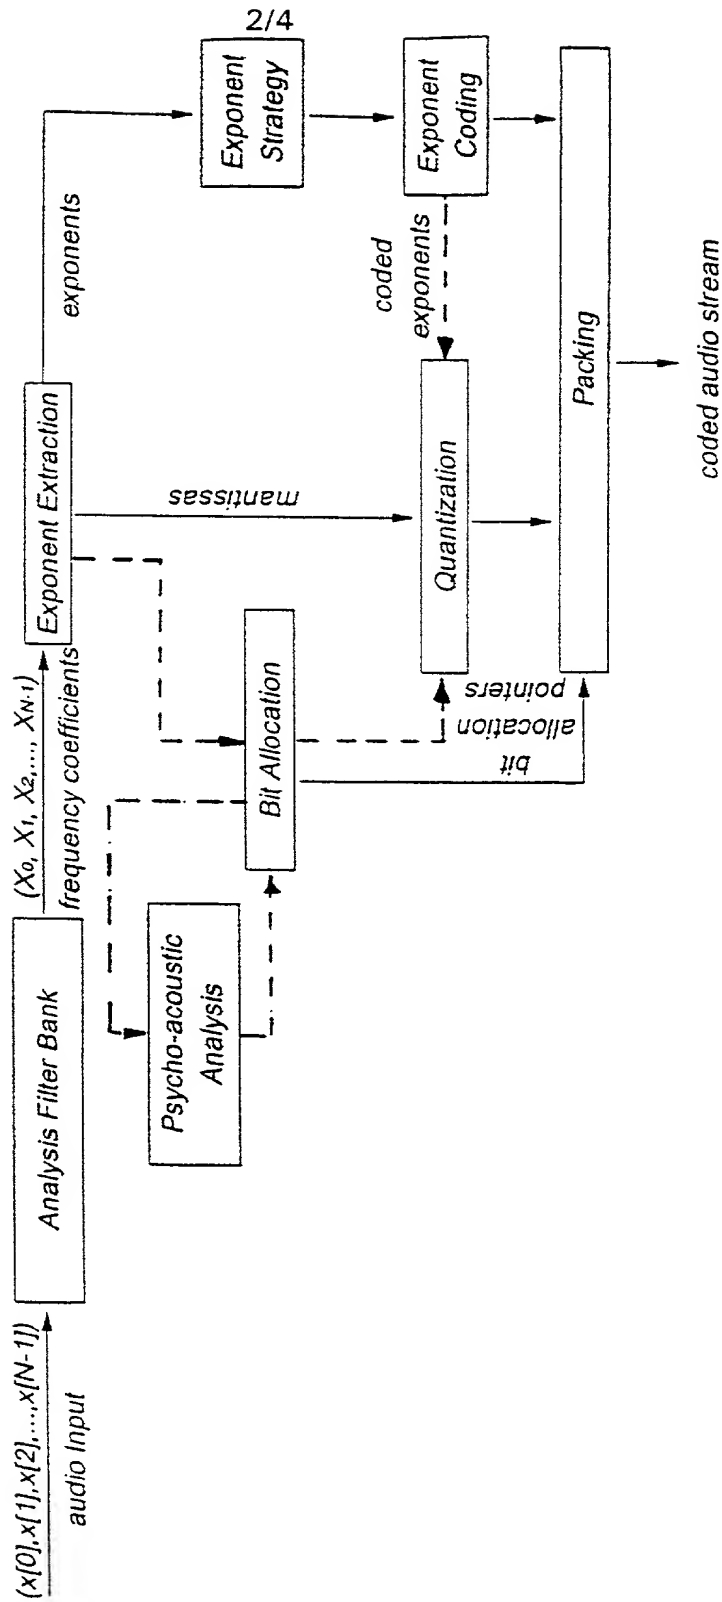 2/4
(x[0],x[1],x[2],...,x[N-1])
audio Input
Analysis Filter Bank
(X0, X1, X2,..., XN-1)
frequency coefficients
Exponent Extraction
exponents
Exponent
Strategy
Exponent
Coding
coded
exponents
mantissas
Psycho-acoustic
Analysis
Bit Allocation
bit
allocation
pointers
Quantization
Packing
coded audio stream